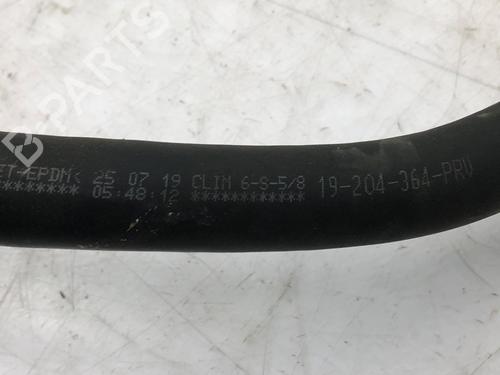 ET-EPDM< 25 07 19 CLIM 6-S-5/8 19-204-364-PRV
******** 05:48:12 ************
B-PARTS